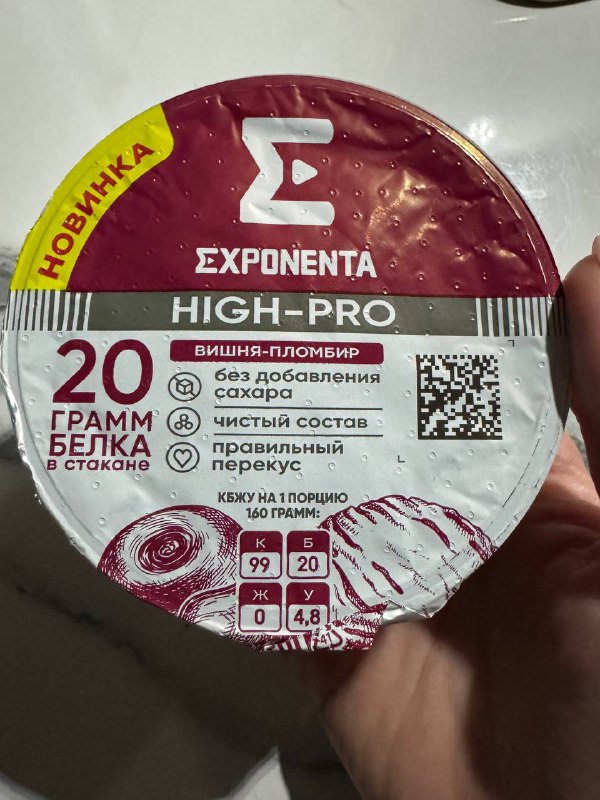 НОВИНКА
EXPONENTA
HIGH-PRO
ВИШНЯ-ПЛОМБИР
20
ГРАММ
БЕЛКА
в стакане
без добавления
сахара
чистый состав
правильный
перекус
КБЖУ НА 1 ПОРЦИЮ
160 ГРАММ:
К Б
99 20
Ж У
0 4,8